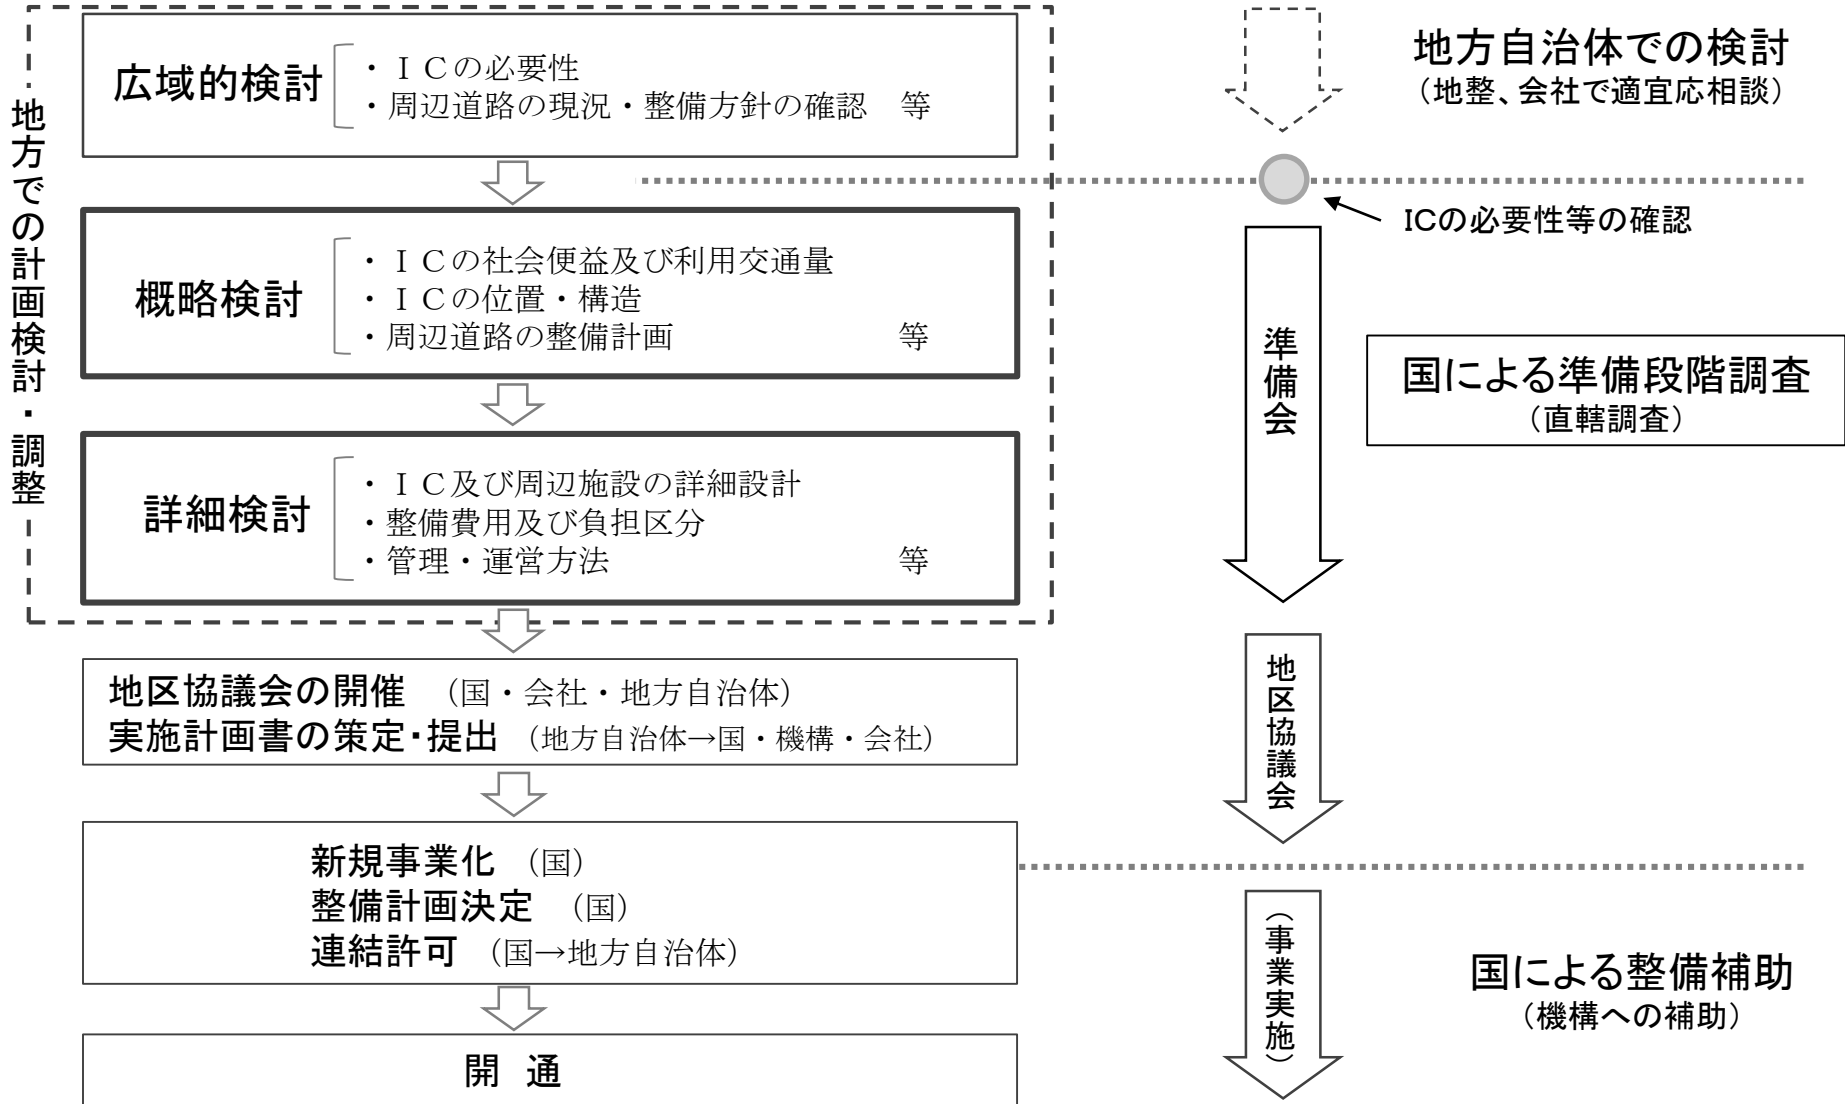 地方での計画検討・調整
広域的検討
・ＩＣの必要性
・周辺道路の現況・整備方針の確認　等
概略検討
・ＩＣの社会便益及び利用交通量
・ＩＣの位置・構造
・周辺道路の整備計画　等
詳細検討
・ＩＣ及び周辺施設の詳細設計
・整備費用及び負担区分
・管理・運営方法　等
地区協議会の開催　（国・会社・地方自治体）
実施計画書の策定・提出　（地方自治体→国・機構・会社）
新規事業化　（国）
整備計画決定　（国）
連結許可　（国→地方自治体）
開　通
地方自治体での検討
（地整、会社で適宜応相談）
ICの必要性等の確認
準備会
国による準備段階調査
（直轄調査）
地区協議会
（事業実施）
国による整備補助
（機構への補助）